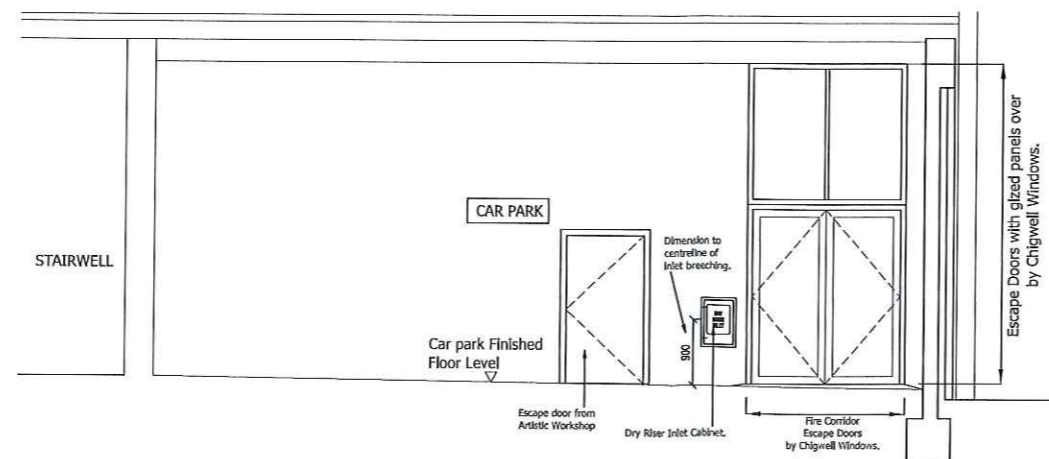 STAIRWELL
CAR PARK
Car park Finished
Floor Level
Dimension to
centreline of
inlet breeching.
900
Escape door from
Artistic Workshop
Dry Riser Inlet Cabinet.
Fire Corridor
Escape Doors
by Chigwell Windows.
Escape Doors with glzed panels over
by Chigwell Windows.